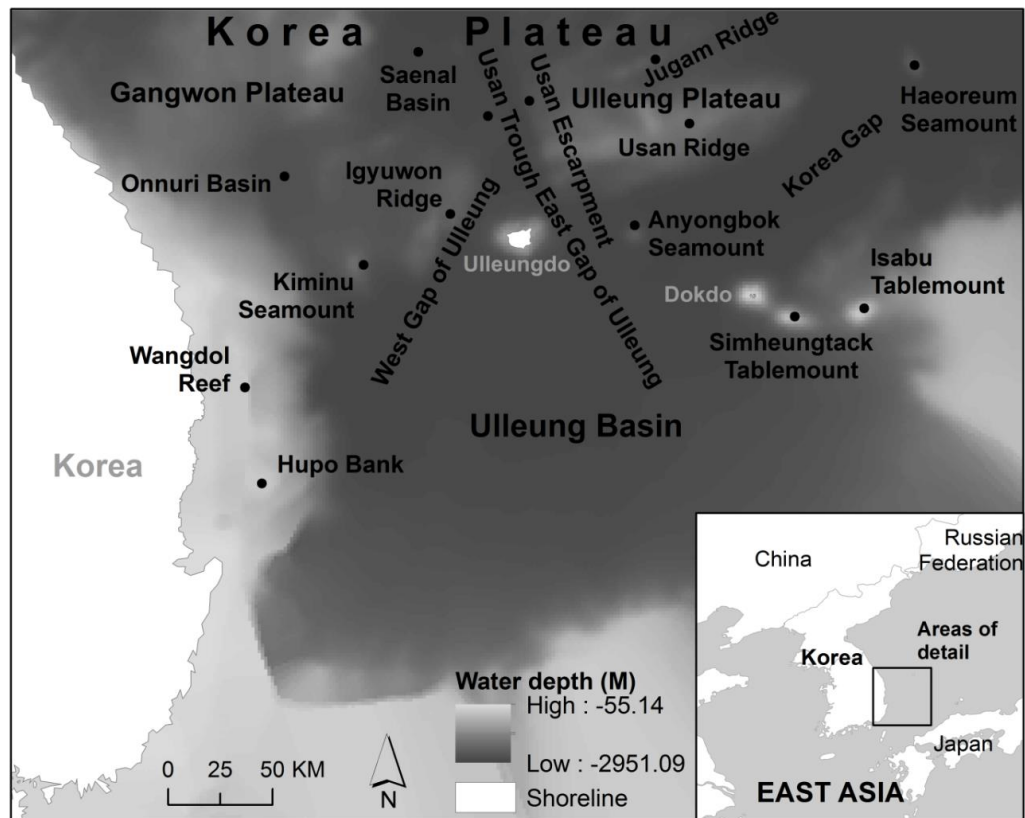 Korea Plateau
Saenal
Basin
Gangwon Plateau
Usan Trough
Usan Escarpment
Jugam Ridge
Ulleung Plateau
Usan Ridge
Haeoreum
Seamount
Korea Gap
Onnuri Basin
Igyuwon
Ridge
West Gap of Ulleung
East Gap of Ulleung
Ulleungdo
Anyongbok
Seamount
Kiminu
Seamount
Dokdo
Isabu
Tablemount
Simheungtack
Tablemount
Wangdol
Reef
Ulleung Basin
Korea
Hupo Bank
Water depth (M)
High : -55.14
Low : -2951.09
Shoreline
0 25 50 KM
N
China
Russian
Federation
Korea
Areas of
detail
Japan
EAST ASIA